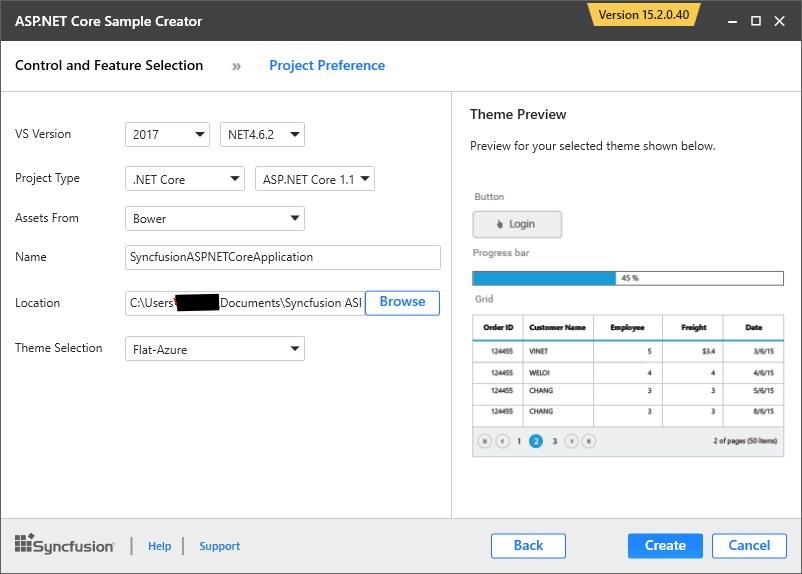 ASP.NET Core Sample Creator
Version 15.2.0.40
Control and Feature Selection » Project Preference
VS Version 2017 NET4.6.2
Project Type .NET Core ASP.NET Core 1.1
Assets From Bower
Name SyncfusionASPNETCoreApplication
Location C:\Users\ Documents\Syncfusion ASI Browse
Theme Selection Flat-Azure
Theme Preview
Preview for your selected theme shown below.
Button
Login
Progress bar
45 %
Grid
Order ID Customer Name Employee Freight Date
124455 VINET 5 $3.4 3/6/15
124455 WELOI 4 4 4/6/15
124455 CHANG 3 3 5/6/15
124455 CHANG 3 3 8/6/15
1 2 3 2 of pages (50 items)
Syncfusion Help Support
Back Create Cancel